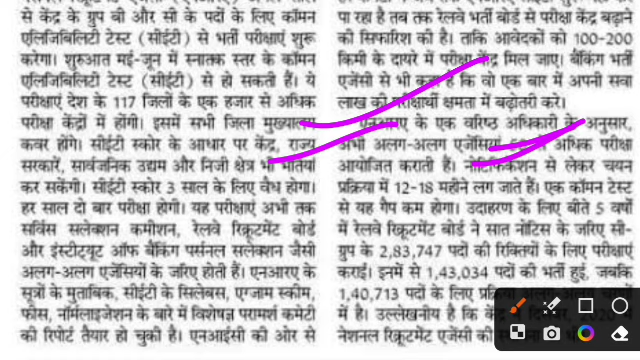 से केंद्र के ग्रुप बी और सी के पदों के लिए कॉमन
एलिजिबिलिटी टेस्ट (सीईटी) से भर्ती परीक्षाएं शुरू
करेगा। शुरुआत मई-जून में स्नातक स्तर के कॉमन
एलिजिबिलिटी टेस्ट (सीईटी) से हो सकती हैं। ये
परीक्षाएं देश के 117 जिलों के एक हजार से अधिक
परीक्षा केंद्रों में होंगी। इसमें सभी जिला मुख्यालय
कवर होंगे। सीईटी स्कोर के आधार पर केंद्र, राज्य
सरकारें, सार्वजनिक उद्यम और निजी क्षेत्र भी भर्तियां
कर सकेंगी। सीईटी स्कोर 3 साल के लिए वैध होगा।
हर साल दो बार परीक्षा होगी। यह परीक्षाएं अभी तक
सर्विस सलेक्शन कमीशन, रेलवे रिक्रूटमेंट बोर्ड
और इंस्टीट्यूट ऑफ बैंकिंग पर्सनल सलेक्शन जैसी
अलग-अलग एजेंसियों के जरिए होती हैं। एनआरए के
सूत्रों के मुताबिक, सीईटी के सिलेबस, एग्जाम स्कीम,
फीस, नॉर्मलाइजेशन के बारे में विशेषज्ञ परामर्श कमेटी
की रिपोर्ट तैयार हो चुकी है। एनआईसी की ओर से
पा रहा है तब तक रेलवे भर्ती बोर्ड से परीक्षा केंद्र बढ़ाने
की सिफारिश की है। ताकि आवेदकों को 100-200
किमी के दायरे में परीक्षा केंद्र मिल जाए। बैंकिंग भर्ती
एजेंसी से भी कहा है कि वो एक बार में अपनी सवा
लाख की परीक्षार्थी क्षमता में बढ़ोतरी करे।
एनआरए के एक वरिष्ठ अधिकारी के अनुसार,
अभी अलग-अलग एजेंसियां अधिक परीक्षा
आयोजित कराती हैं। नोटिफिकेशन से लेकर चयन
प्रक्रिया में 12-18 महीने लग जाते हैं। एक कॉमन टेस्ट
से यह गैप कम होगा। उदाहरण के लिए बीते 5 वर्षों
में रेलवे रिक्रूटमेंट बोर्ड ने सात नोटिस के जरिए सी-
ग्रुप के 2,83,747 पदों की रिक्तियों के लिए परीक्षाएं
कराईं। इनमें से 1,43,034 पदों की भर्ती हुई, जबकि
1,40,713 पदों के लिए
में है। उल्लेखनीय है कि
नेशनल रिक्रूटमेंट एजेंसी की